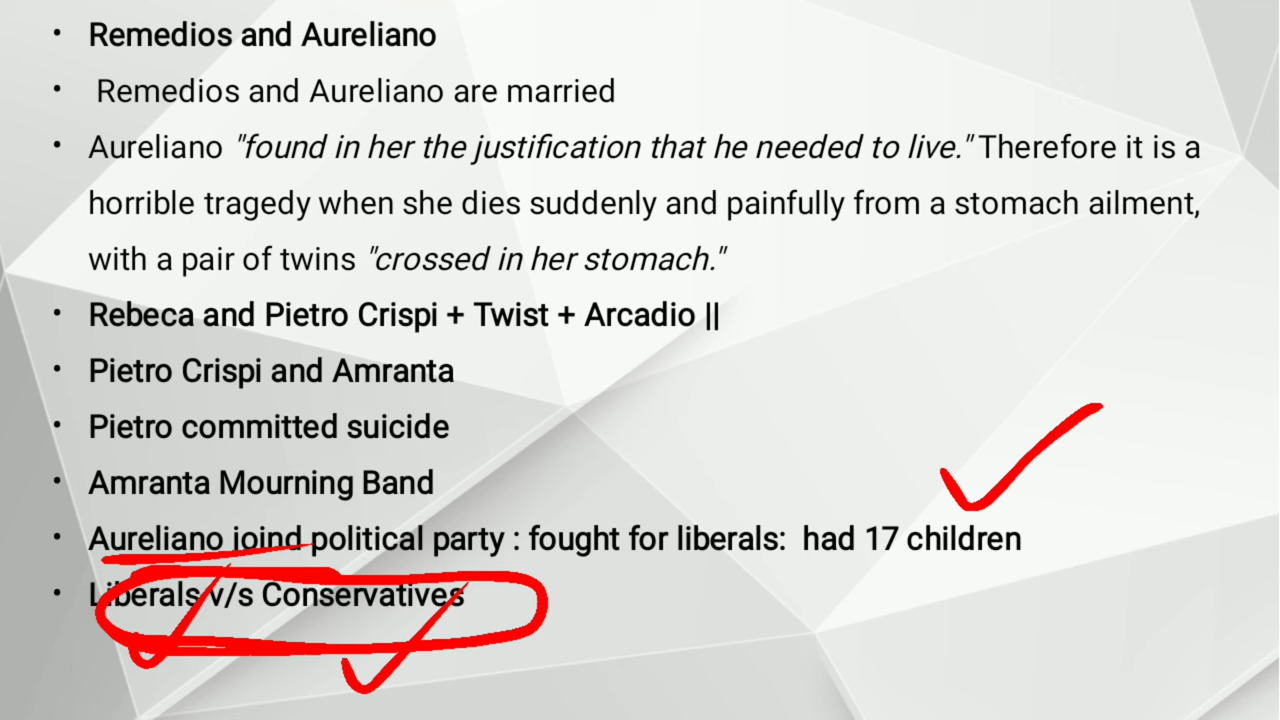 • Remedios and Aureliano
• Remedios and Aureliano are married
• Aureliano "found in her the justification that he needed to live." Therefore it is a
horrible tragedy when she dies suddenly and painfully from a stomach ailment,
with a pair of twins "crossed in her stomach."
• Rebeca and Pietro Crispi + Twist + Arcadio ||
• Pietro Crispi and Amranta
• Pietro committed suicide
• Amranta Mourning Band
• Aureliano joind political party : fought for liberals: had 17 children
• Liberals v/s Conservatives